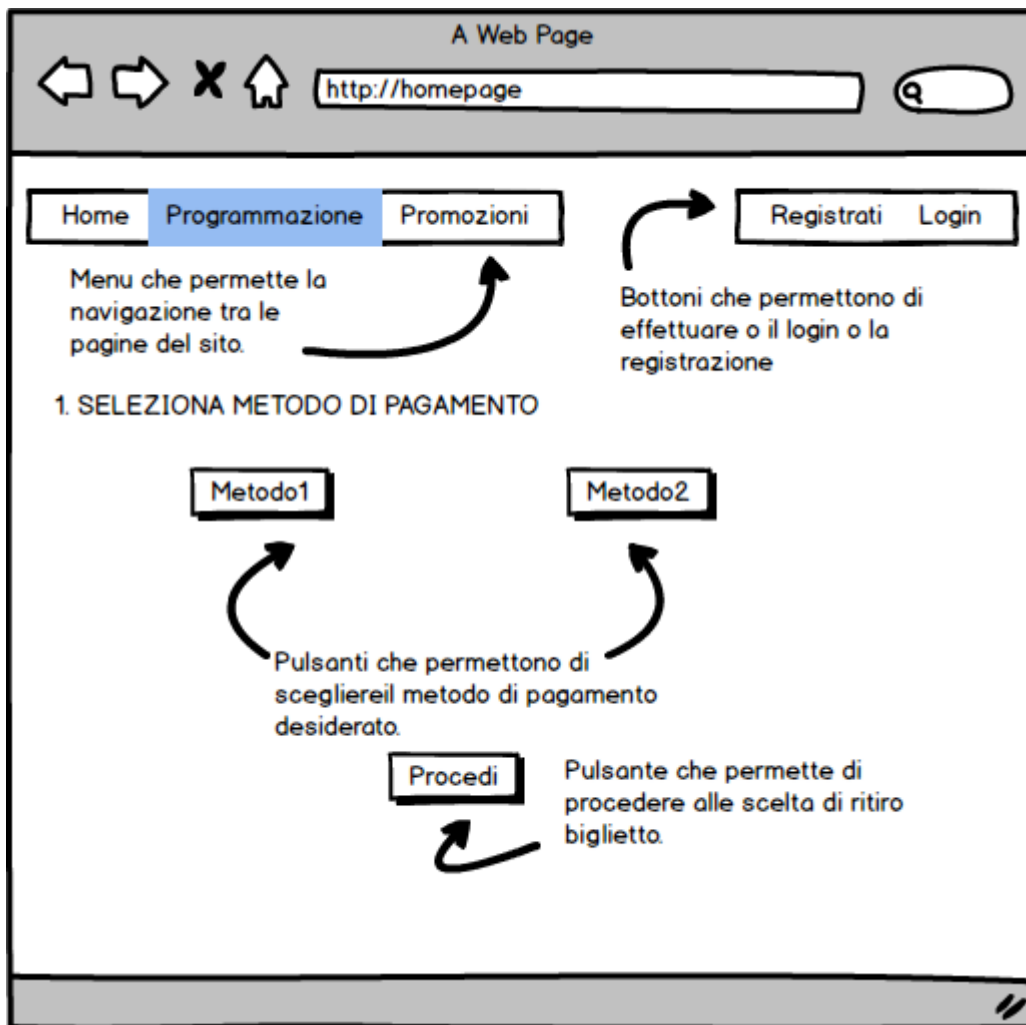 A Web Page
http://homepage
Home Programmazione Promozioni
Registrati Login
Menu che permette la
navigazione tra le
pagine del sito.
Bottoni che permettono di
effettuare o il login o la
registrazione
1. SELEZIONA METODO DI PAGAMENTO
Metodo1
Metodo2
Pulsanti che permettono di
sceglereil metodo di pagamento
desiderato.
Procedi
Pulsante che permette di
procedere alle scelta di ritiro
biglietto.